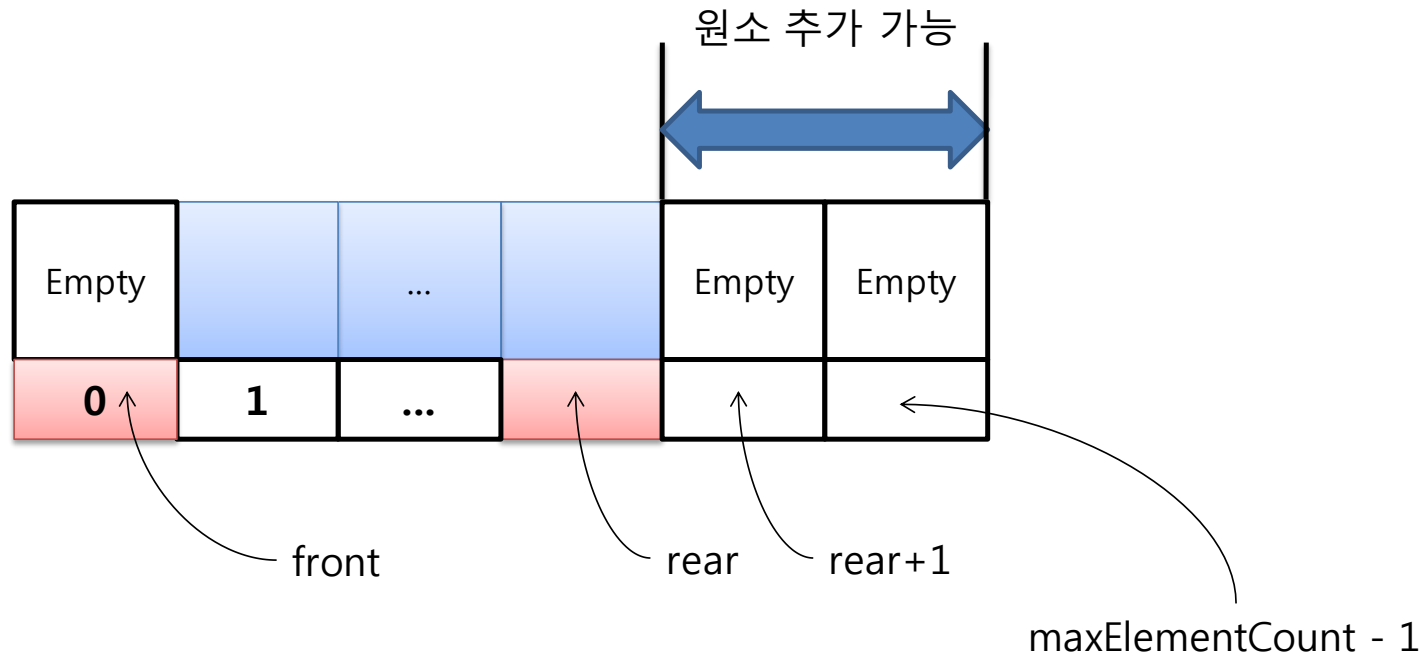 원소 추가 가능
Empty ... Empty Empty
0 1 ...
front rear rear+1
maxElementCount - 1